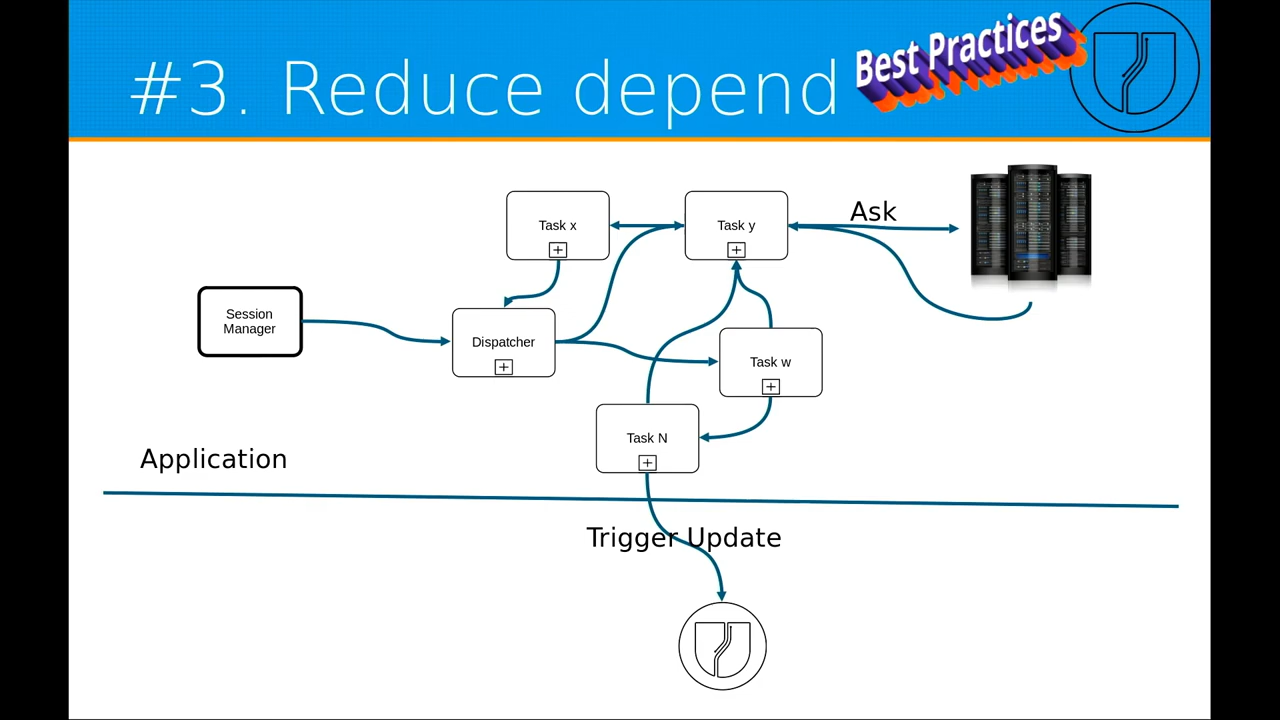 #3. Reduce depend
Best Practices
Task x
Task y
Ask
Session
Manager
Dispatcher
Task w
Task N
Application
Trigger Update